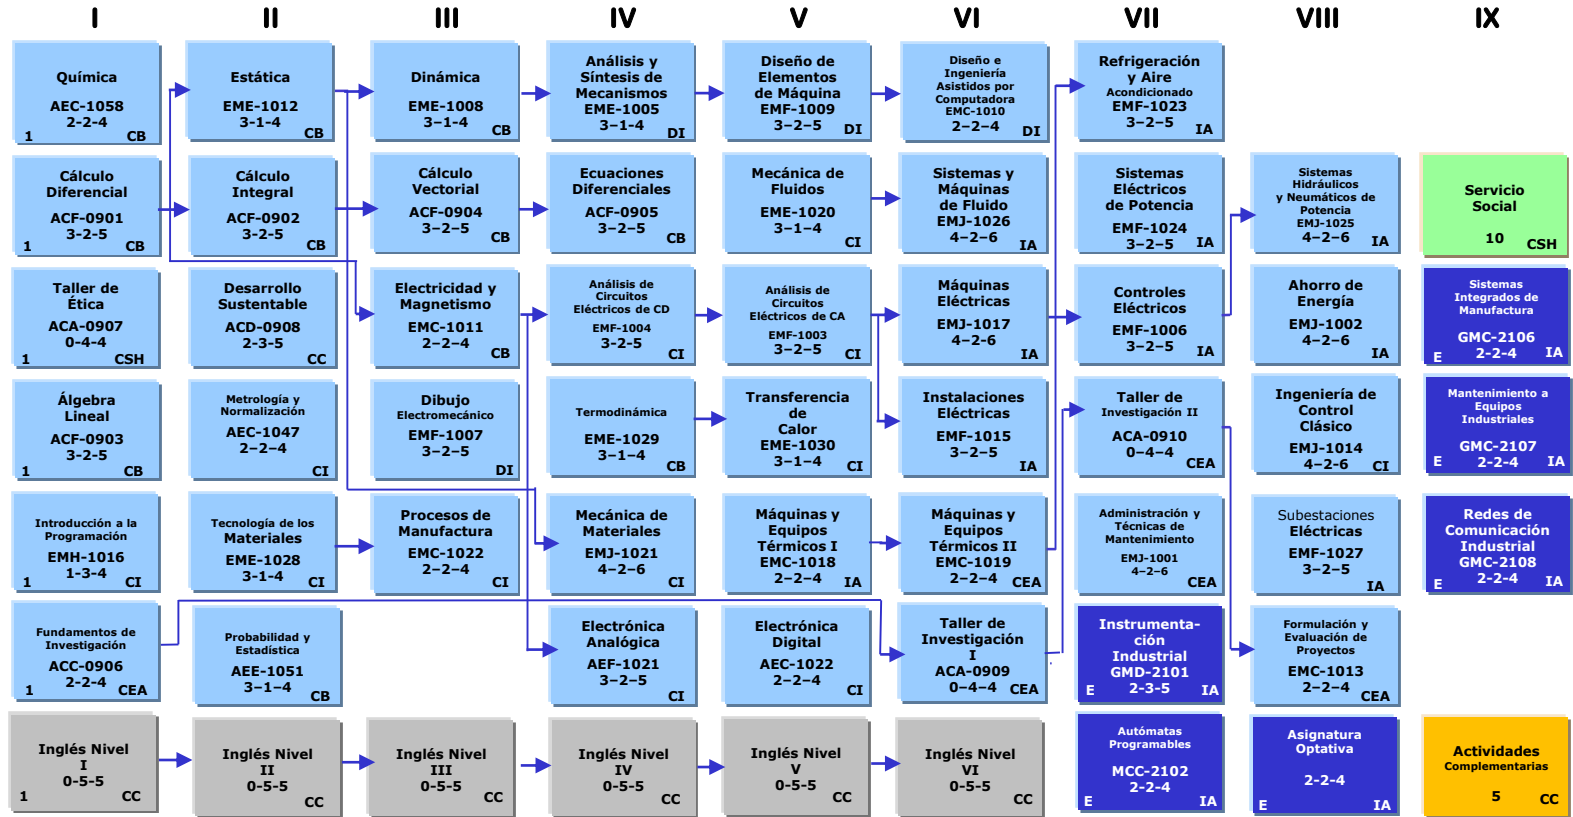 I II III IV V VI VII VIII IX
Química
AEC-1058
2-2-4
1 CB
Estática
EME-1012
3-1-4
CB
Dinámica
EME-1008
3–1-4
CB
Análisis y
Síntesis de
Mecanismos
EME-1005
3–1-4
DI
Diseño de
Elementos
de Máquina
EMF-1009
3–2-5
DI
Diseño e
Ingeniería
Asistidos por
Computadora
EMC-1010
2–2-4
DI
Refrigeración
y Aire
Acondicionado
EMF-1023
3–2-5
IA
Cálculo
Diferencial
ACF-0901
3-2-5
1 CB
Cálculo
Integral
ACF-0902
3-2-5
CB
Cálculo
Vectorial
ACF-0904
3–2-5
CB
Ecuaciones
Diferenciales
ACF-0905
3–2-5
CB
Mecánica de
Fluidos
EME-1020
3–1-4
CI
Sistemas y
Máquinas
de Fluido
EMJ-1026
4–2-6
IA
Sistemas
Eléctricos
de Potencia
EMF-1024
3–2-5
IA
Sistemas
Hidráulicos
y Neumáticos de
Potencia
EMJ-1025
4–2-6
IA
Servicio
Social
10
CSH
Taller de
Ética
ACA-0907
0-4-4
1 CSH
Desarrollo
Sustentable
ACD-0908
2-3-5
CC
Electricidad y
Magnetismo
EMC-1011
2–2-4
CB
Análisis de
Circuitos
Eléctricos de CD
EMF-1004
3-2-5
CI
Análisis de
Circuitos
Eléctricos de CA
EMF-1003
3–2-5
CI
Máquinas
Eléctricas
EMJ-1017
4–2-6
IA
Controles
Eléctricos
EMF-1006
3–2-5
IA
Ahorro de
Energía
EMJ-1002
4–2-6
IA
Sistemas
Integrados de
Manufactura
GMC-2106
2-2-4
E IA
Álgebra
Lineal
ACF-0903
3-2-5
1 CB
Metrología y
Normalización
AEC-1047
2–2–4
CI
Dibujo
Electromecánico
EMF-1007
3–2-5
DI
Termodinámica
EME-1029
3–1-4
CB
Transferencia
de
Calor
EME-1030
3–1-4
CI
Instalaciones
Eléctricas
EMF-1015
3–2-5
IA
Taller de
Investigación II
ACA-0910
0–4-4
CEA
Ingeniería de
Control
Clásico
EMJ-1014
4–2-6
CI
Mantenimiento a
Equipos
Industriales
GMC-2107
2-2-4
E IA
Introducción a la
Programación
EMH-1016
1-3-4
1 CI
Tecnología de los
Materiales
EME-1028
3-1-4
CI
Procesos de
Manufactura
EMC-1022
2–2-4
CI
Mecánica de
Materiales
EMJ-1021
4–2-6
CI
Máquinas y
Equipos
Térmicos I
EMC-1018
2–2-4
IA
Máquinas y
Equipos
Térmicos II
EMC-1019
2–2-4
CEA
Administración y
Técnicas de
Mantenimiento
EMJ-1001
4–2-6
CEA
Subestaciones
Eléctricas
EMF-1027
3–2-5
IA
Redes de
Comunicación
Industrial
GMC-2108
2-2-4
E IA
Fundamentos de
Investigación
ACC-0906
2-2-4
1 CEA
Probabilidad y
Estadística
AEE-1051
3–1-4
CB
Electrónica
Analógica
AEF-1021
3–2-5
CI
Electrónica
Digital
AEC-1022
2–2-4
CI
Taller de
Investigación
I
ACA-0909
0–4-4
CEA
Instrumenta-
ción
Industrial
GMD-2101
2-3-5
E IA
Formulación y
Evaluación de
Proyectos
EMC-1013
2–2-4
CEA
Inglés Nivel
I
0-5-5
1 CC
Inglés Nivel
II
0-5-5
CC
Inglés Nivel
III
0-5-5
CC
Inglés Nivel
IV
0-5-5
CC
Inglés Nivel
V
0-5-5
CC
Inglés Nivel
VI
0-5-5
CC
Autómatas
Programables
MCC-2102
2-2-4
E IA
Asignatura
Optativa
2-2-4
E IA
Actividades
Complementarias
5
CC